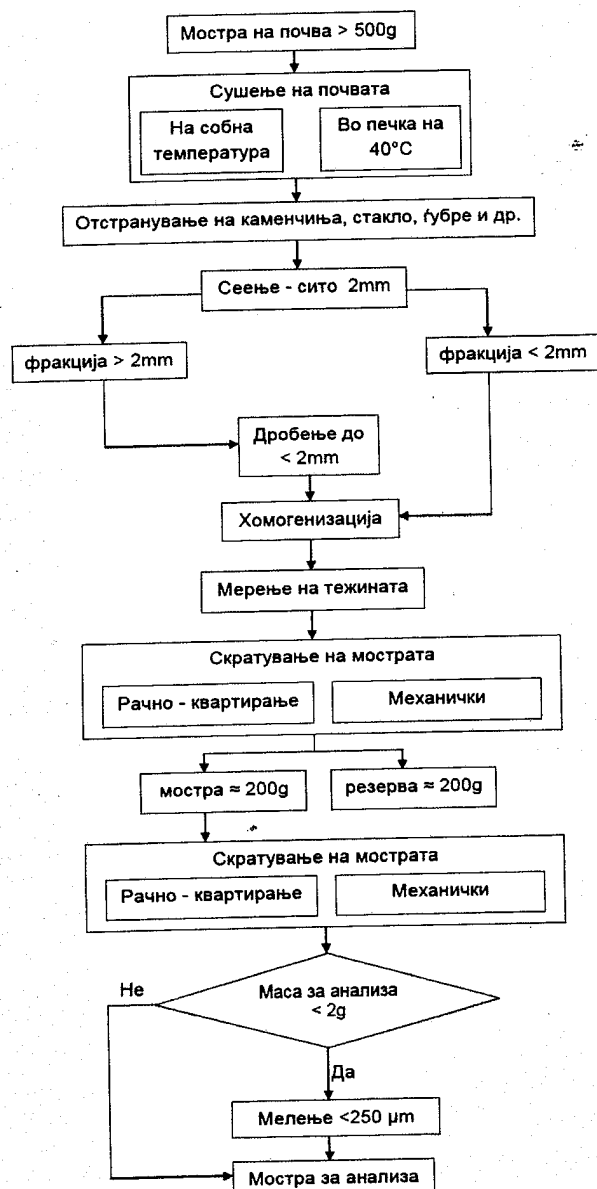 Мостра на почва > 500g
Сушење на почвата
На собна
температура
Во печка на
40°C
Отстранување на каменчиња, стакло, ѓубре и др.
Сеење - сито 2mm
фракција > 2mm
фракција < 2mm
Дробење до
< 2mm
Хомогенизација
Мерење на тежината
Скратување на мострата
Рачно - квартирање
Механички
мостра ≈ 200g
резерва ≈ 200g
Скратување на мострата
Рачно - квартирање
Механички
Маса за анализа
< 2g
Не
Да
Мелење <250 µm
Мостра за анализа